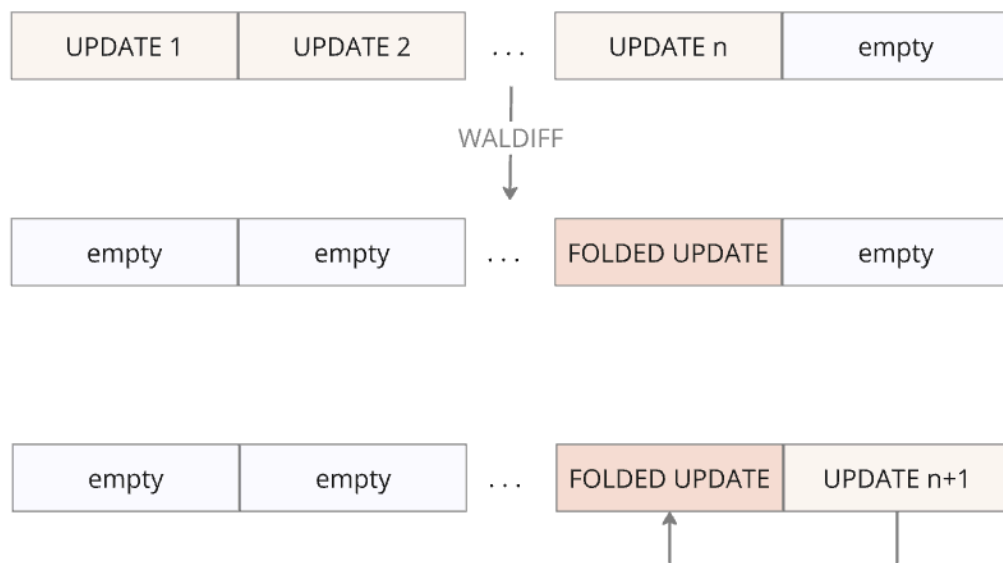 UPDATE 1 UPDATE 2 ... UPDATE n empty
WALDIFF
empty empty ... FOLDED UPDATE empty
empty empty ... FOLDED UPDATE UPDATE n+1